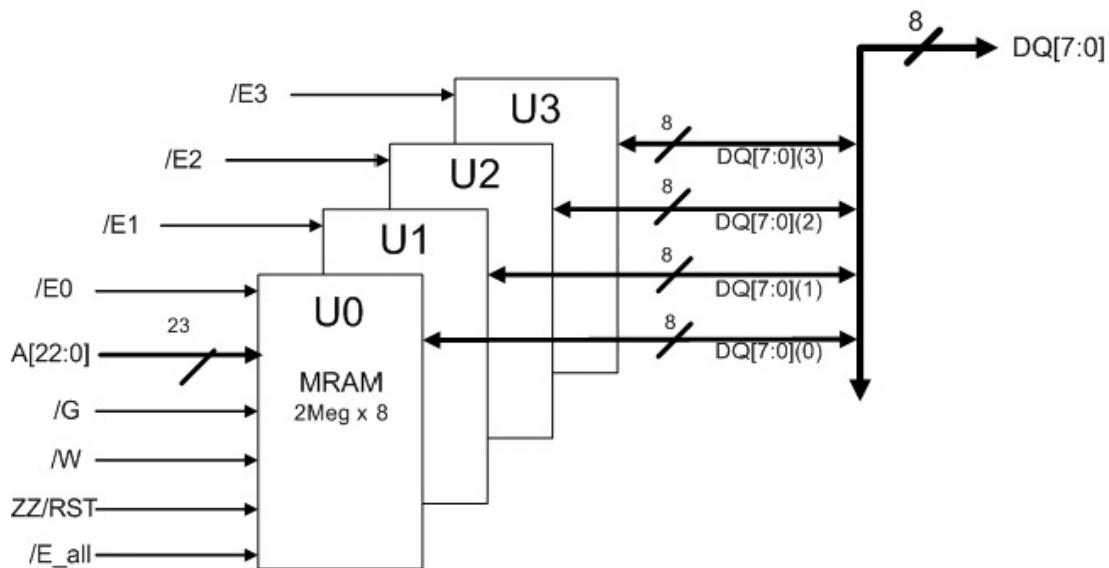 8
DQ[7:0]
/E3
U3
8
DQ[7:0](3)
/E2
U2
8
DQ[7:0](2)
/E1
U1
8
DQ[7:0](1)
/E0
U0
8
DQ[7:0](0)
23
A[22:0]
MRAM
2Meg x 8
/G
/W
ZZ/RST
/E_all